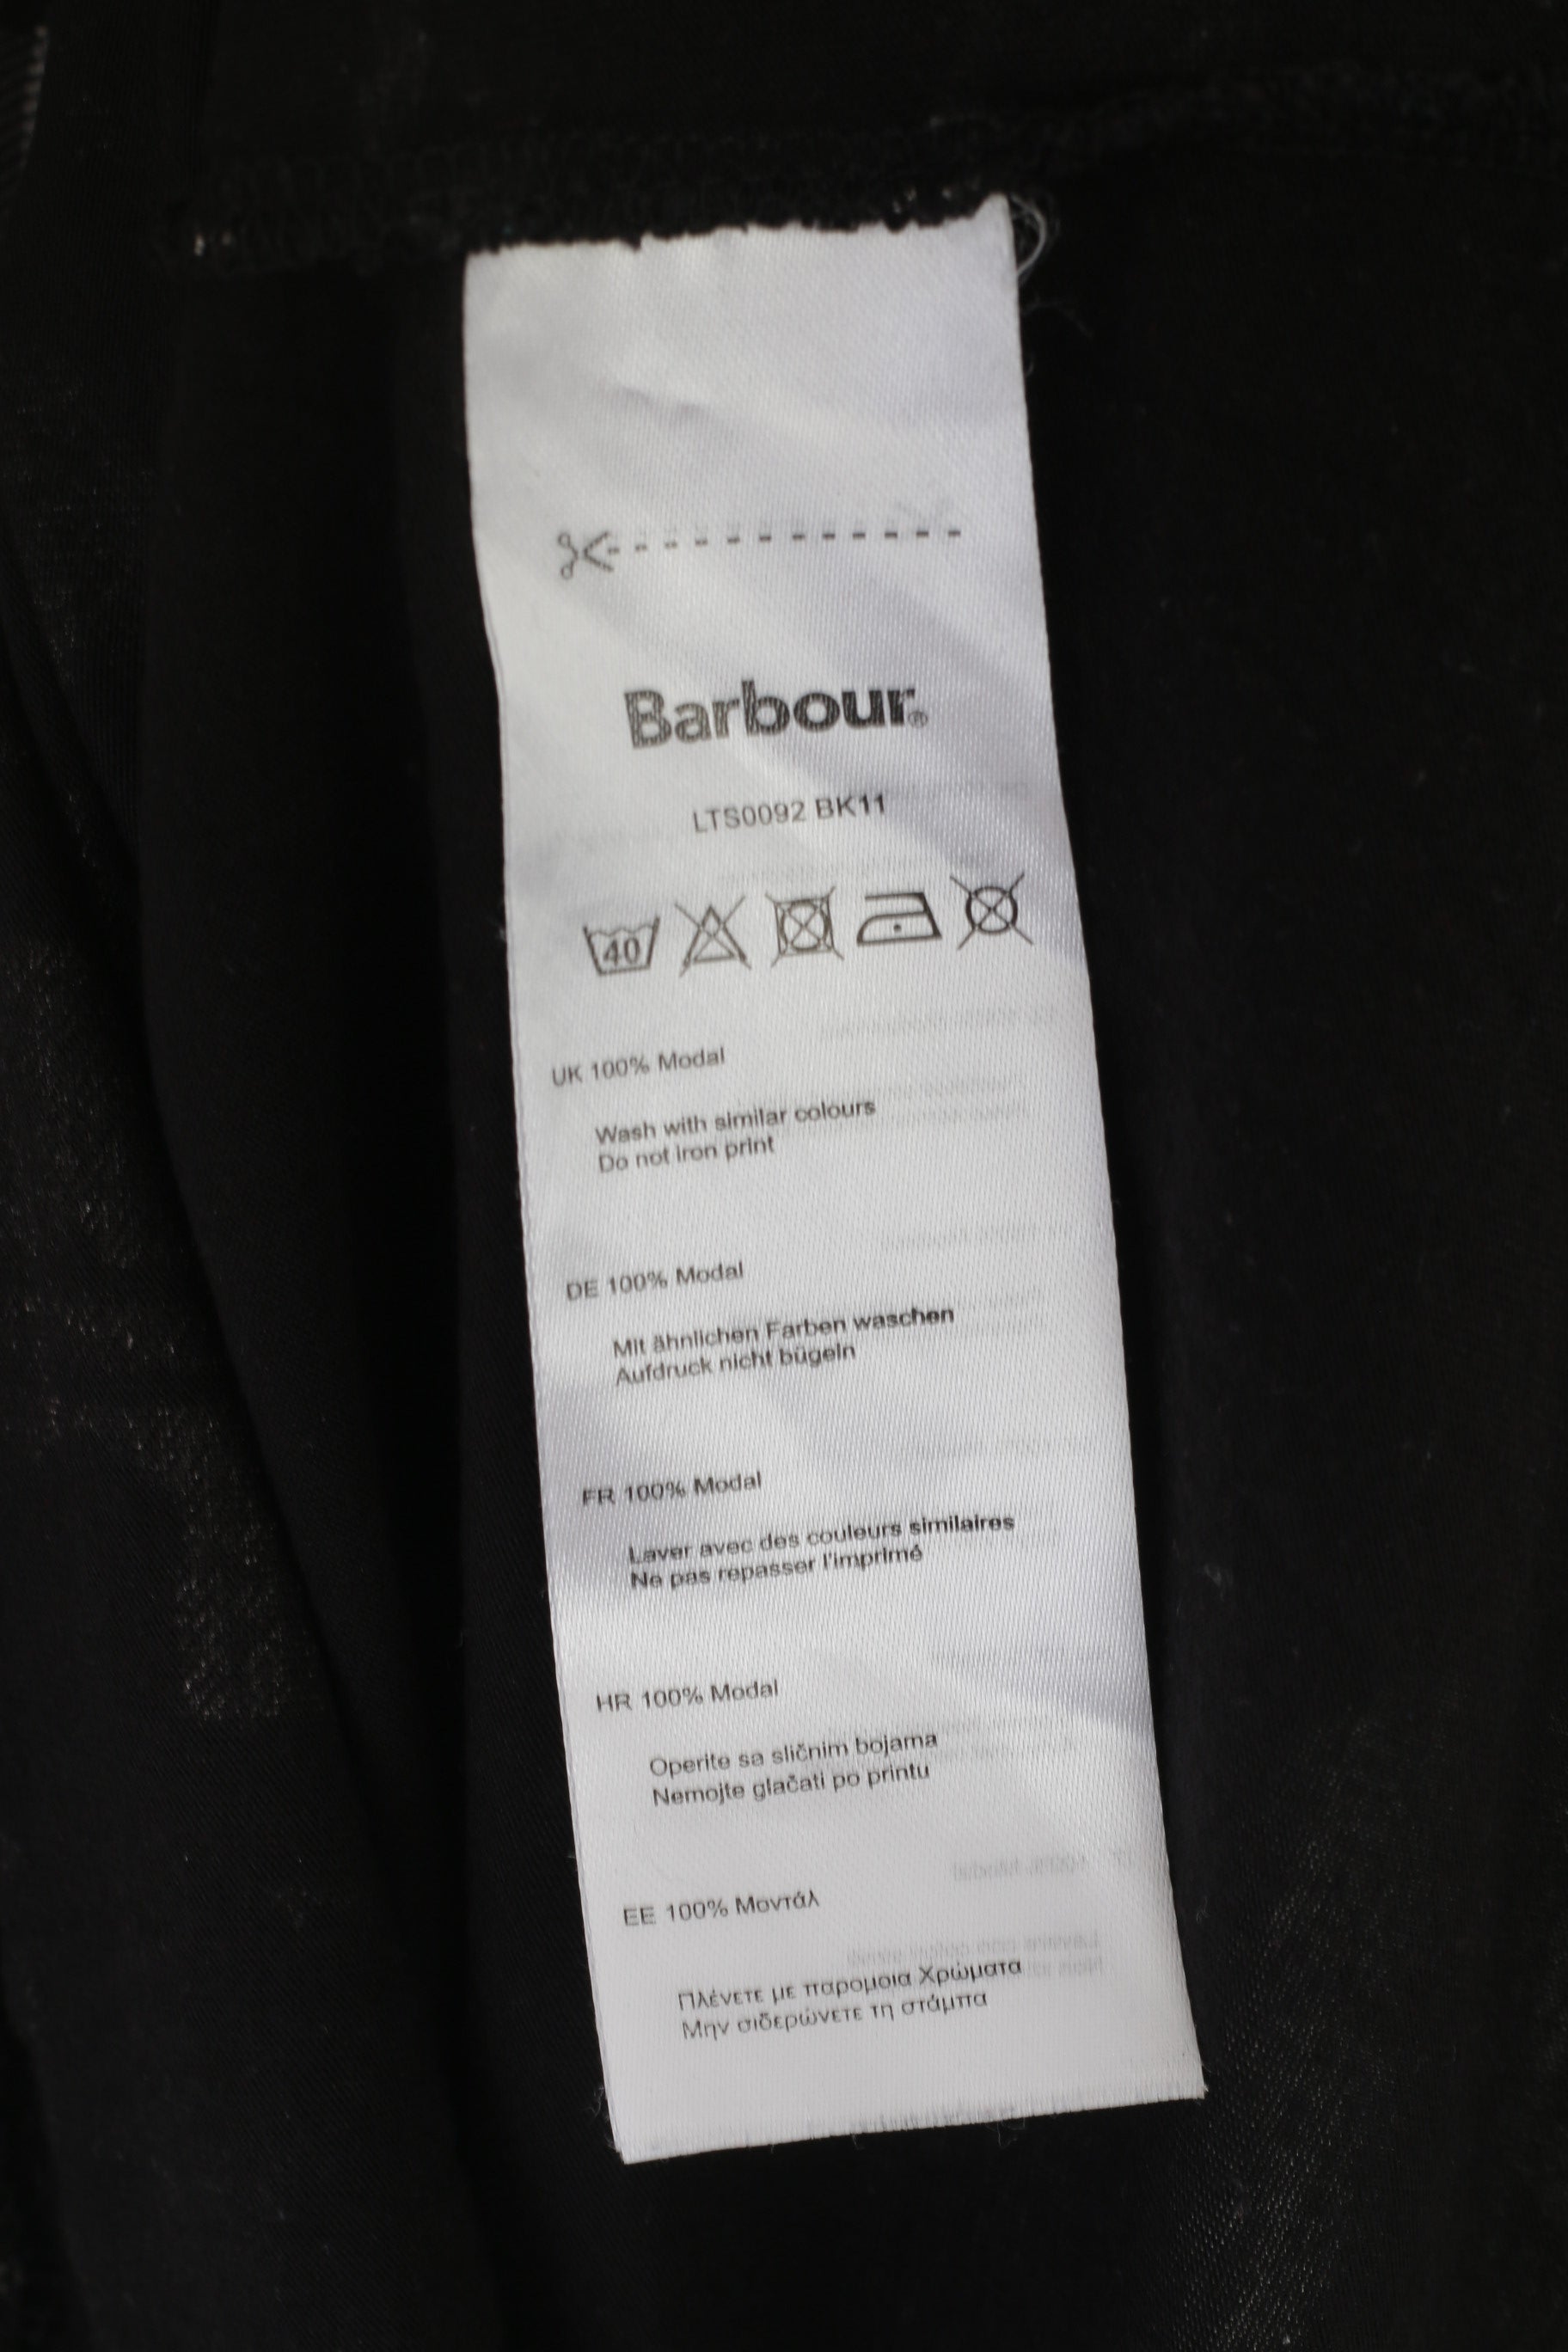 Barbour®
LTS0092 BK11
40
UK 100% Modal
Wash with similar colours
Do not iron print
DE 100% Modal
Mit ähnlichen Farben waschen
Aufdruck nicht bügeln
FR 100% Modal
Laver avec des couleurs similaires
Ne pas repasser l'imprimé
HR 100% Modal
Operite sa sličnim bojama
Nemojte glačati po printu
EE 100% Μοντάλ
Πλένετε με παρομοια Χρώματα
Μην σιδερώνετε τη στάμπα